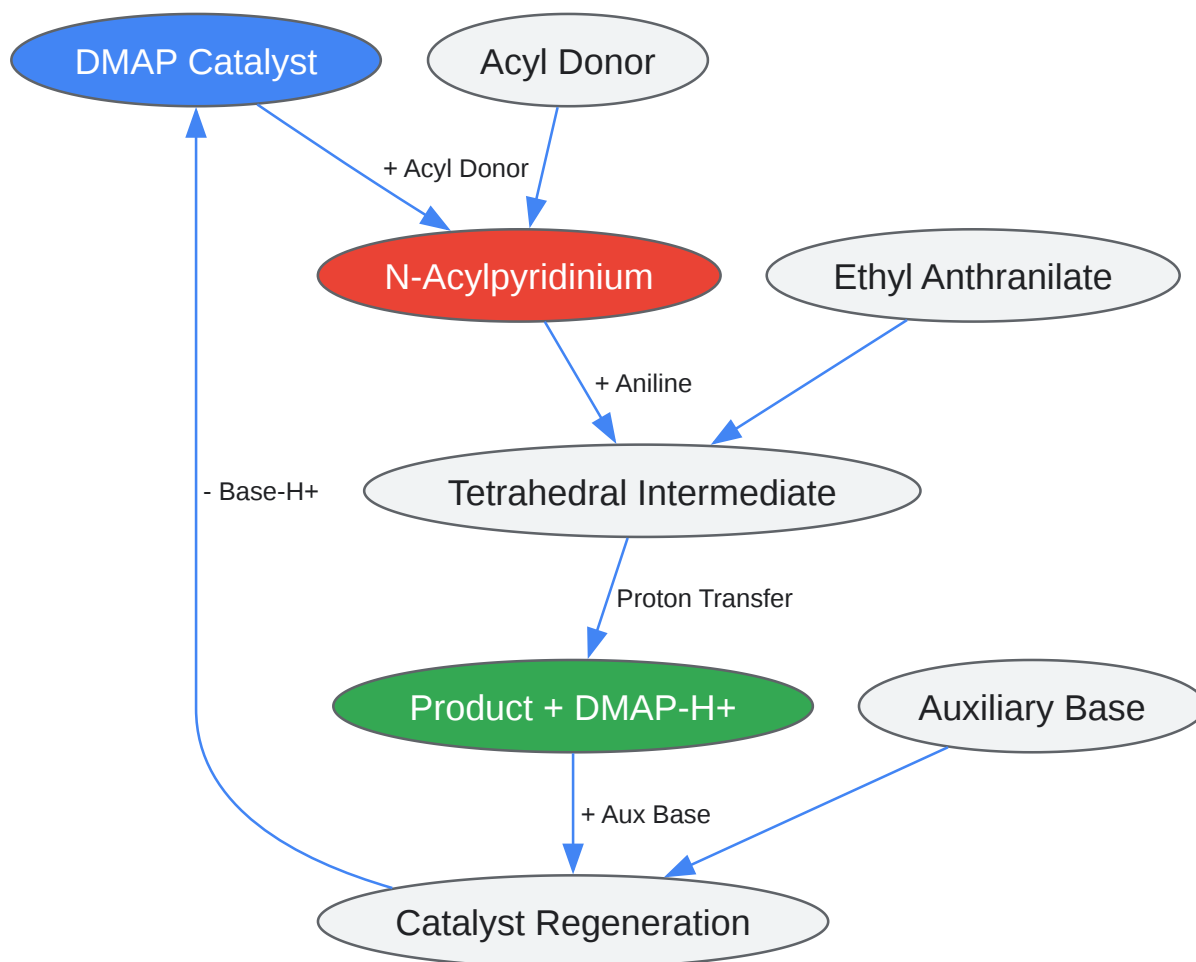 DMAP Catalyst
Acyl Donor
+ Acyl Donor
N-Acylpyridinium
Ethyl Anthranilate
+ Aniline
Tetrahedral Intermediate
- Base-H+
Proton Transfer
Product + DMAP-H+
Auxiliary Base
+ Aux Base
Catalyst Regeneration